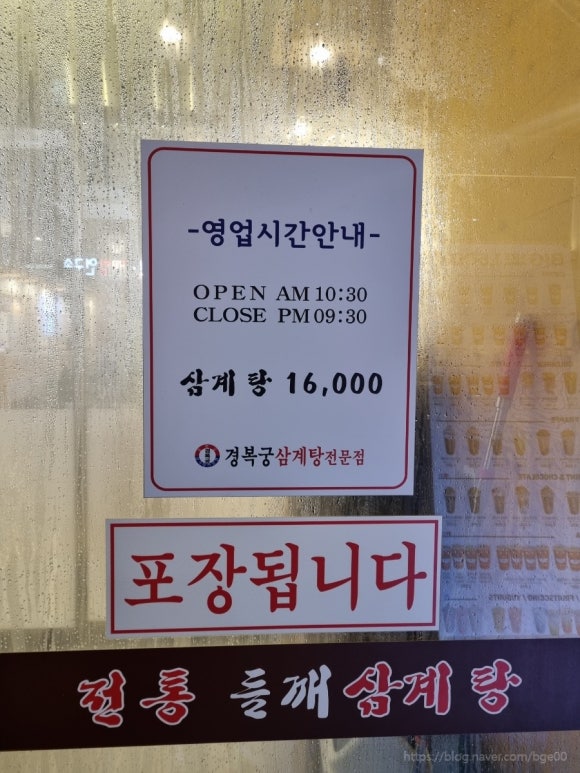 -영업시간안내-
OPEN AM 10:30
CLOSE PM 09:30
삼계탕 16,000
경복궁삼계탕전문점
포장됩니다
전통 들깨 삼계탕
https://blog.naver.com/bge00